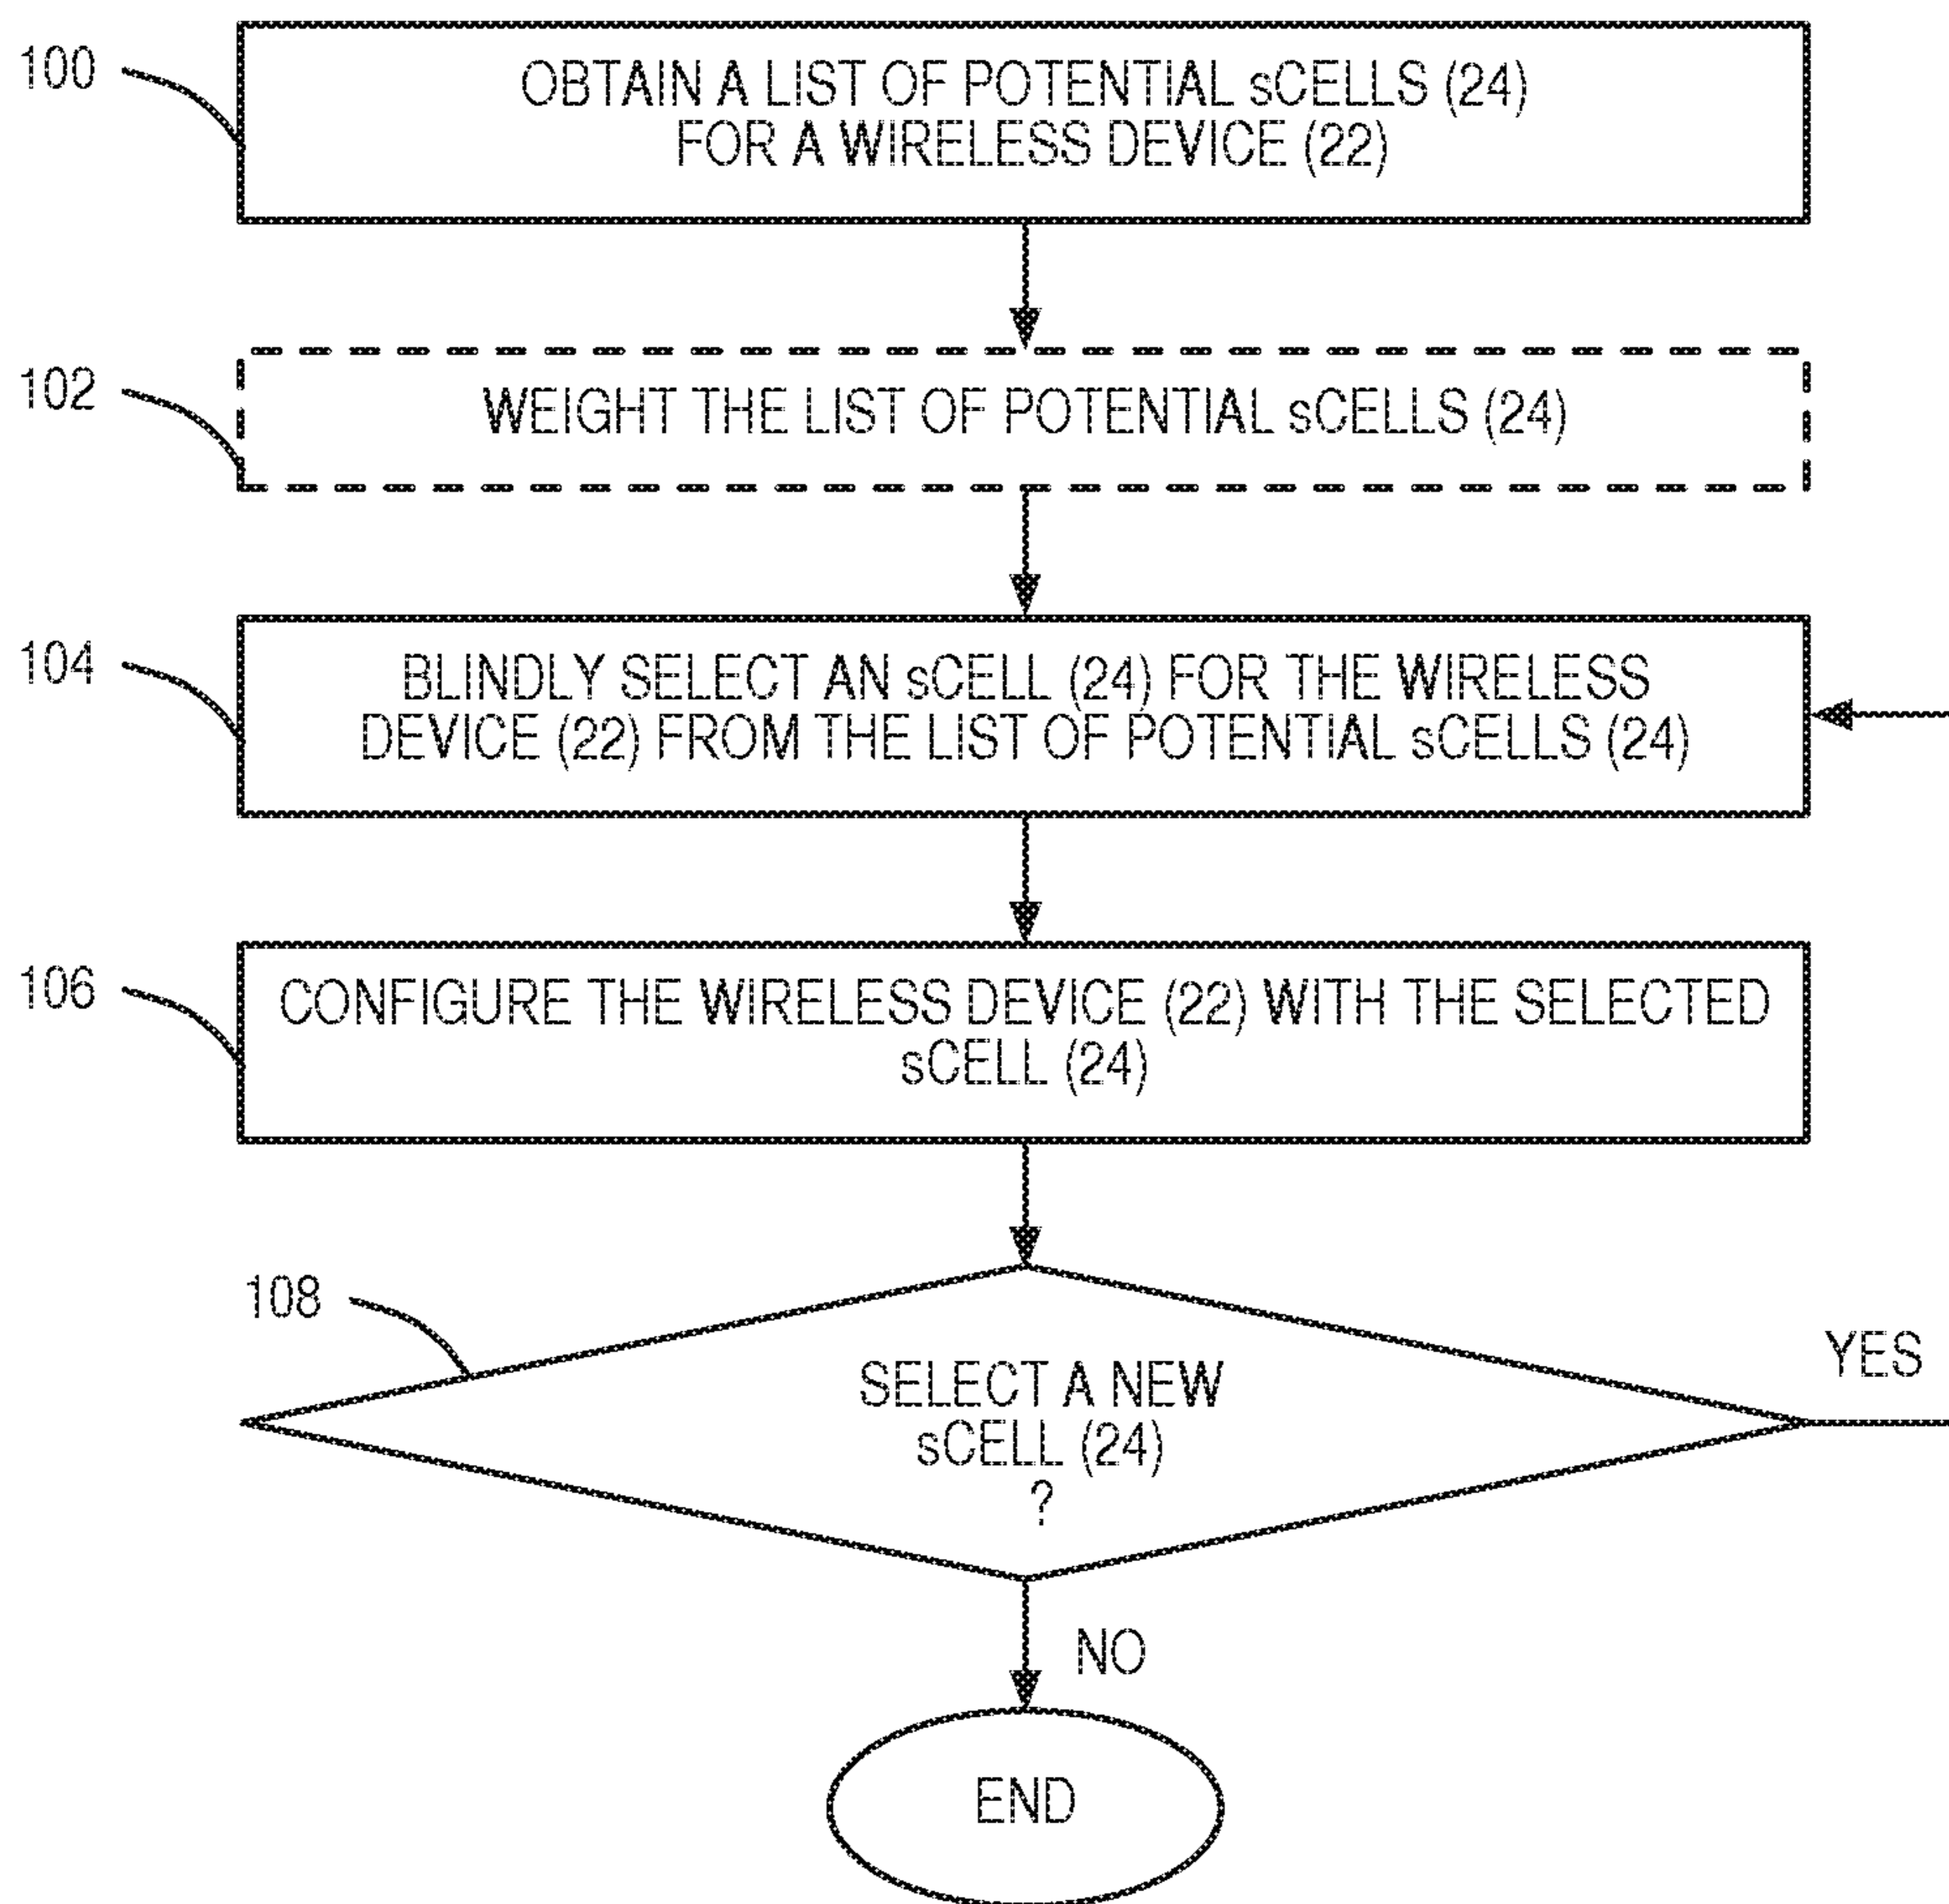 100
OBTAIN A LIST OF POTENTIAL sCELLS (24)
FOR A WIRELESS DEVICE (22)
102
WEIGHT THE LIST OF POTENTIAL sCELLS (24)
104
BLINDLY SELECT AN sCELL (24) FOR THE WIRELESS
DEVICE (22) FROM THE LIST OF POTENTIAL sCELLS (24)
106
CONFIGURE THE WIRELESS DEVICE (22) WITH THE SELECTED
sCELL (24)
108
SELECT A NEW
sCELL (24)
?
YES
NO
END